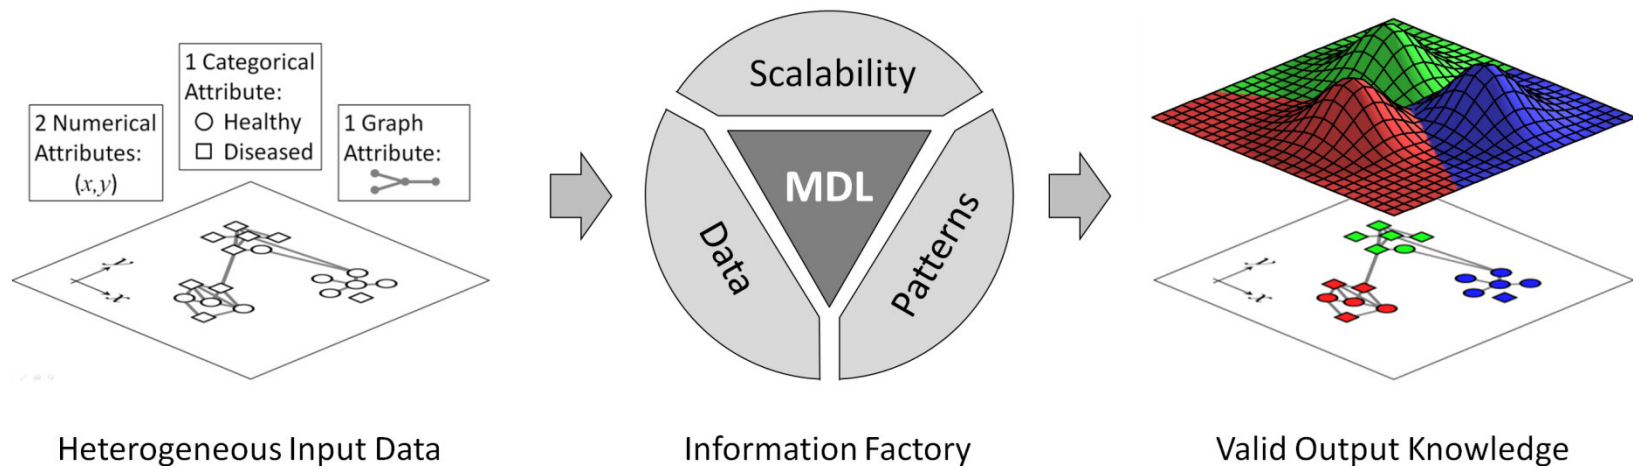 2 Numerical
Attributes:
(x,y)
1 Categorical
Attribute:
Healthy
Diseased
1 Graph
Attribute:
y
x
Heterogeneous Input Data
Scalability
MDL
Data
Patterns
Information Factory
y
x
Valid Output Knowledge